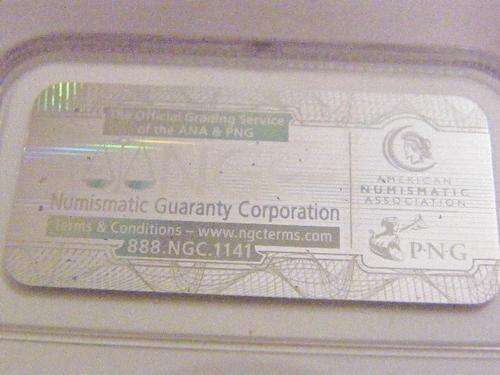 The Official Grading Service
of the ANA & PNG
Numismatic Guaranty Corporation
Terms & Conditions – www.ngcterms.com
888.NGC.1141
AMERICAN
NUMISMATIC
ASSOCIATION
PNG